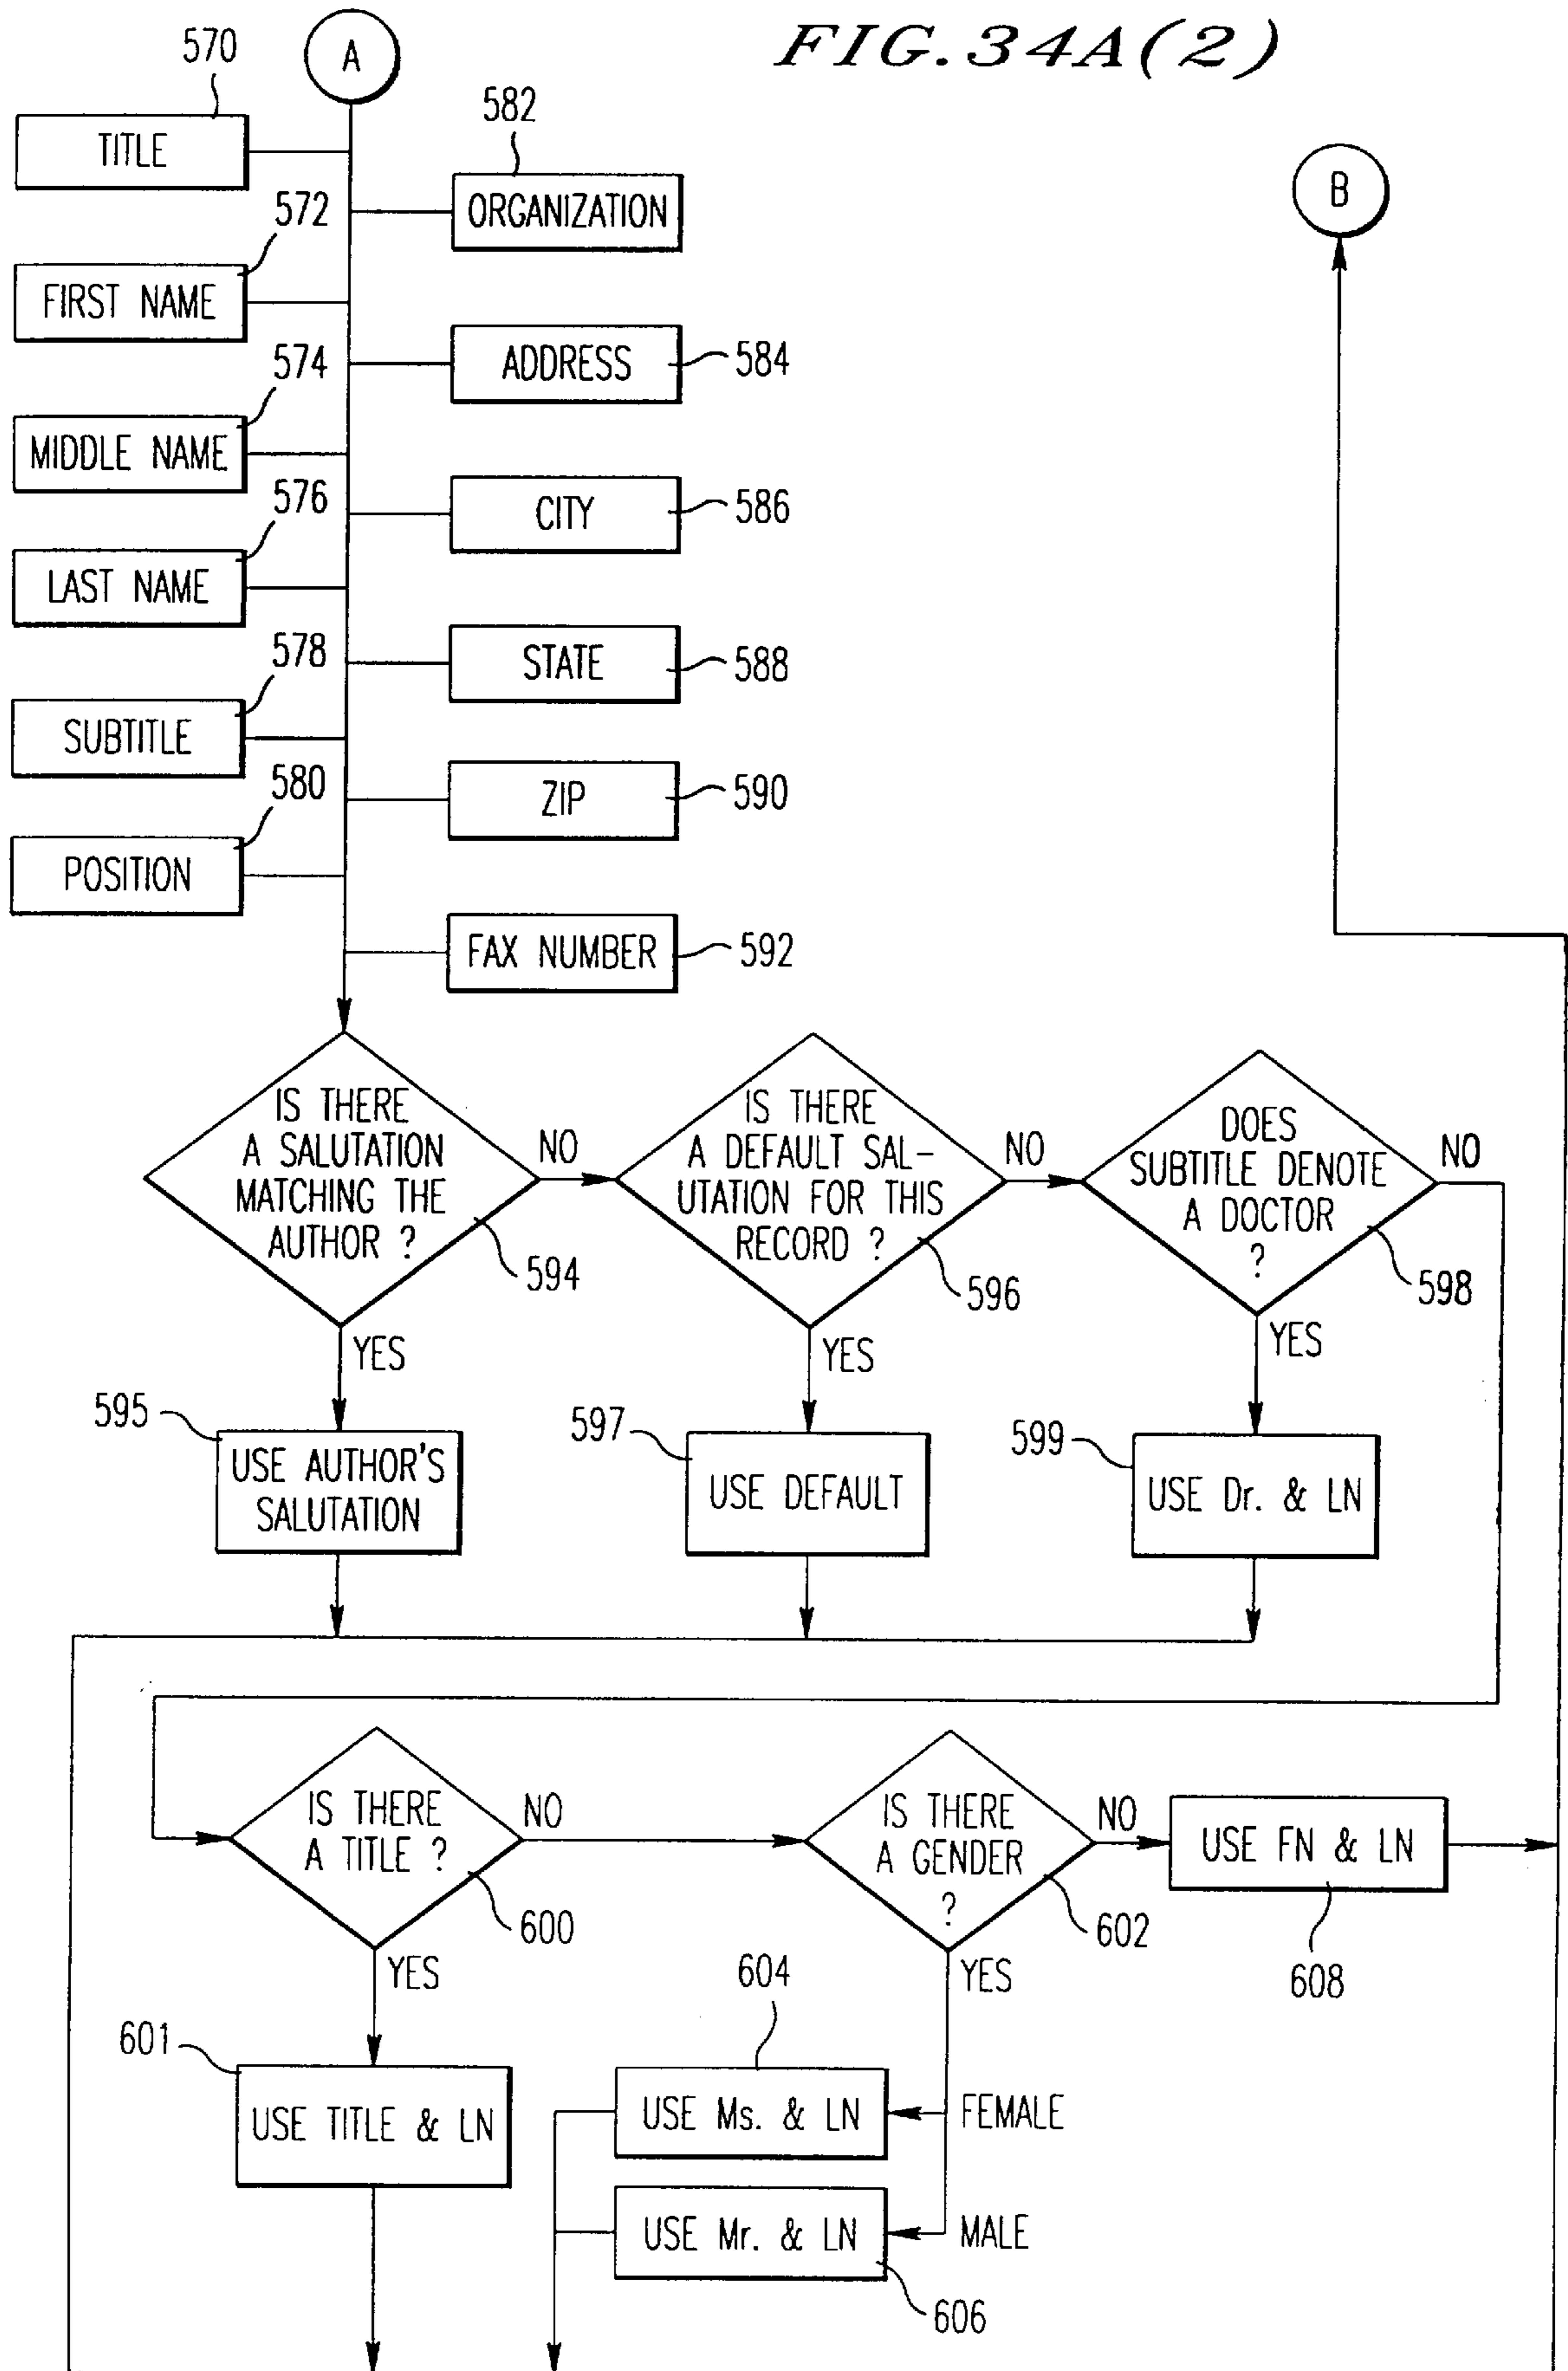 FIG.34A(2)
A
570
TITLE
582
ORGANIZATION
B
572
FIRST NAME
ADDRESS
584
574
MIDDLE NAME
CITY
586
576
LAST NAME
STATE
588
578
SUBTITLE
ZIP
590
580
POSITION
FAX NUMBER
592
IS THERE
A SALUTATION
MATCHING THE
AUTHOR ?
594
NO
YES
IS THERE
A DEFAULT SAL-
UTATION FOR THIS
RECORD ?
596
NO
YES
DOES
SUBTITLE DENOTE
A DOCTOR
?
598
NO
YES
595
USE AUTHOR'S
SALUTATION
597
USE DEFAULT
599
USE Dr. & LN
IS THERE
A TITLE ?
600
NO
YES
IS THERE
A GENDER
?
602
NO
YES
USE FN & LN
608
601
USE TITLE & LN
604
USE Ms. & LN
FEMALE
USE Mr. & LN
MALE
606